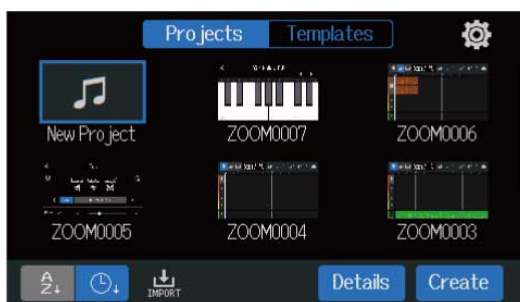 Projects Templates
New Project ZOOM0007 ZOOM0006
ZOOM0005 ZOOM0004 ZOOM0003
A
Z IMPORT Details Create